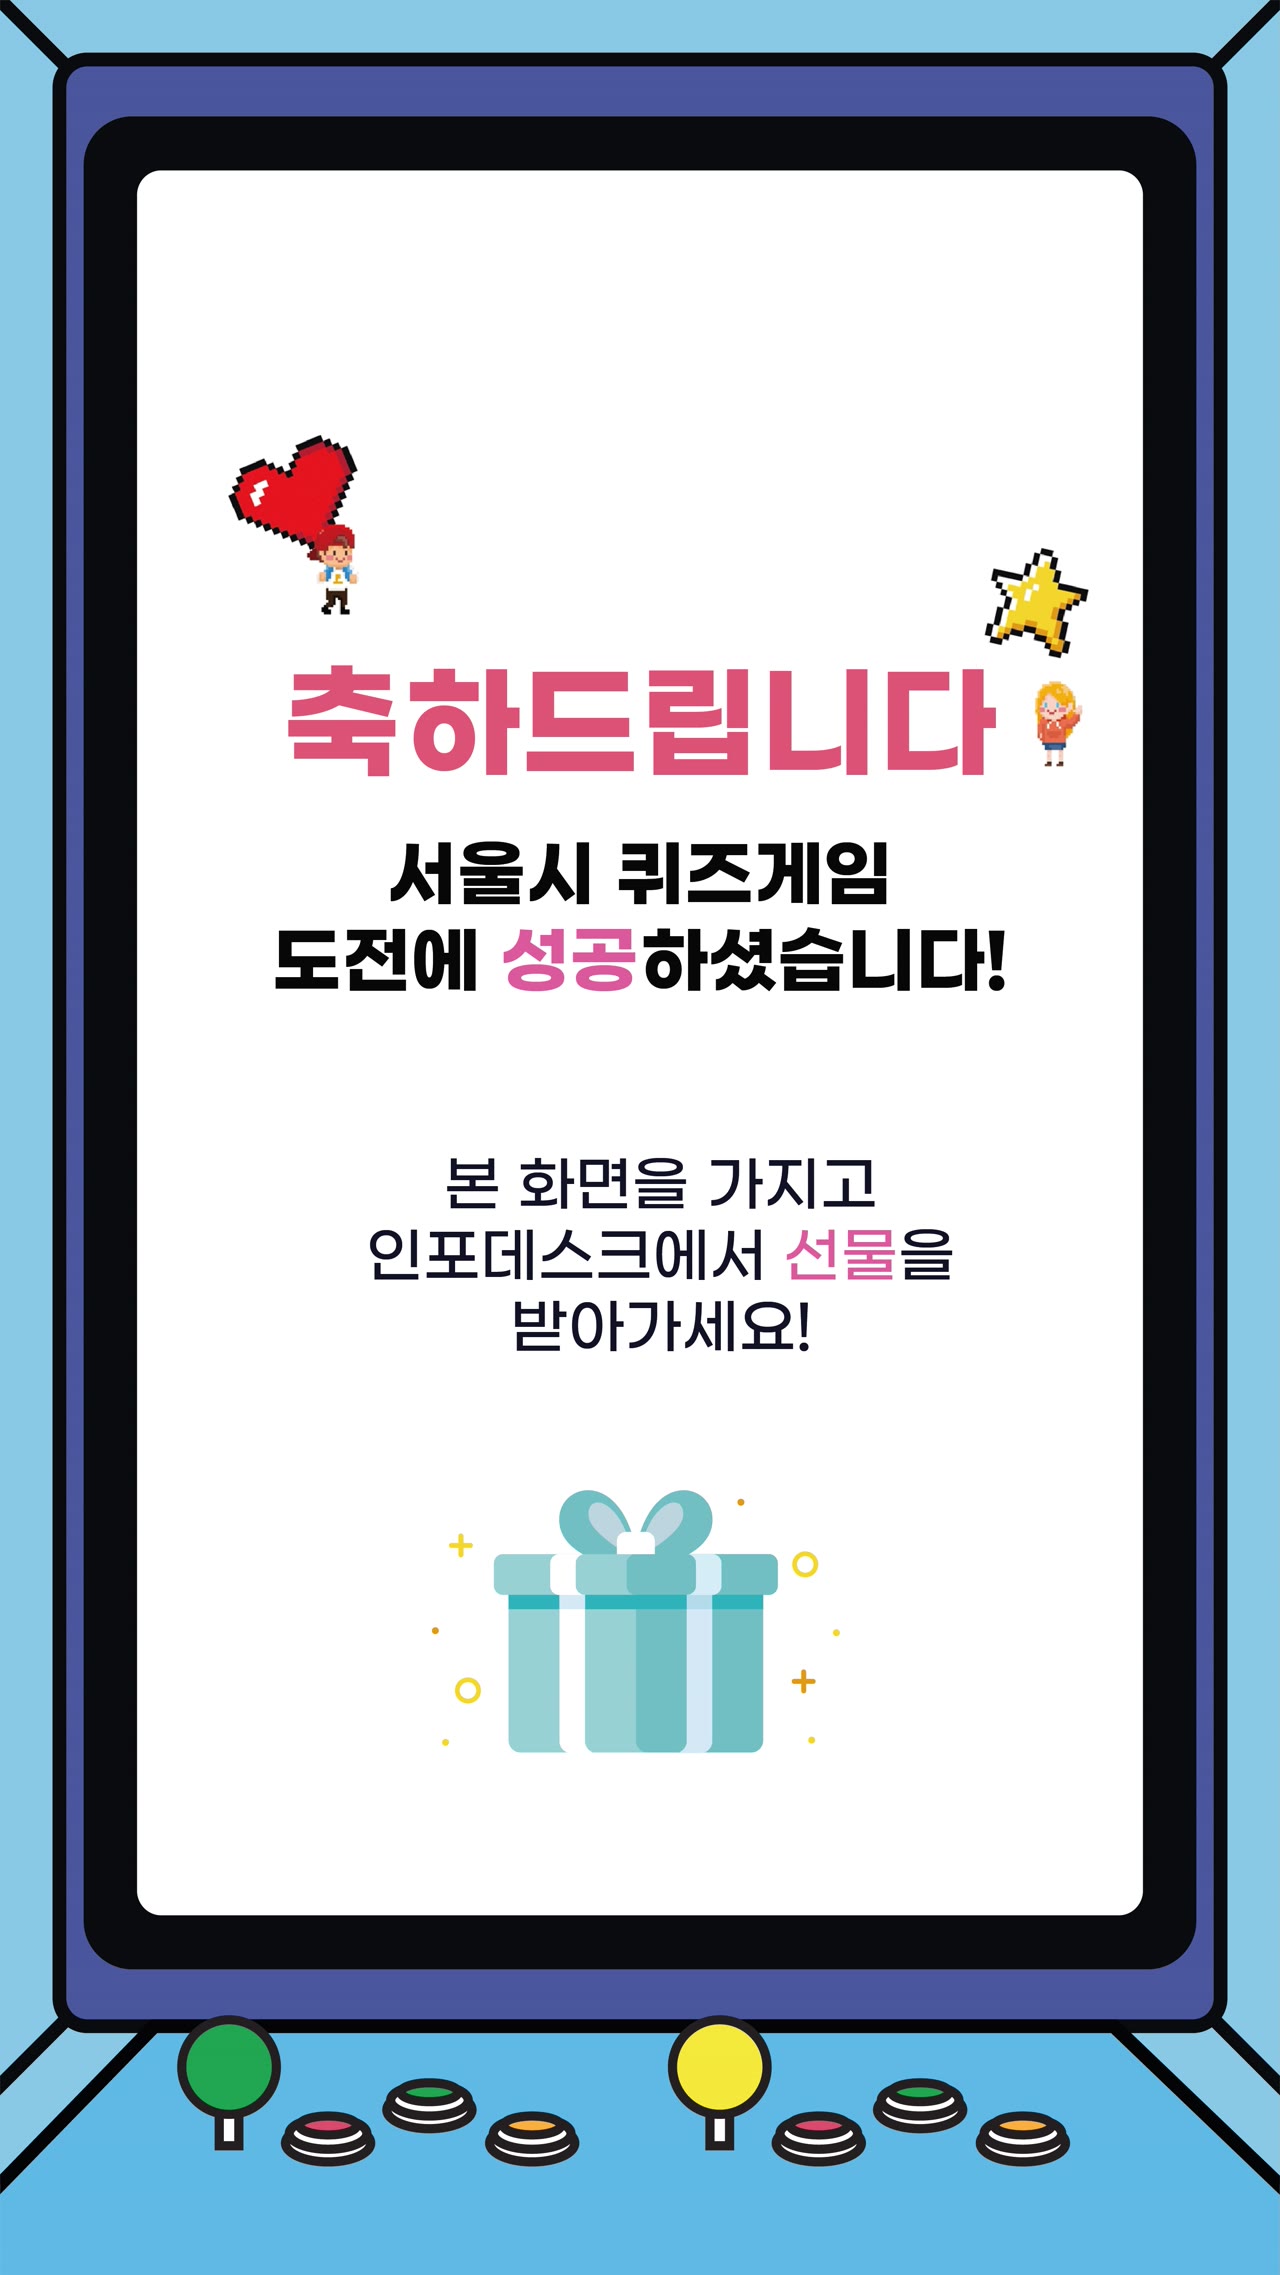 축하드립니다
서울시 퀴즈게임
도전에 성공하셨습니다!
본 화면을 가지고
인포데스크에서 선물을
받아가세요!